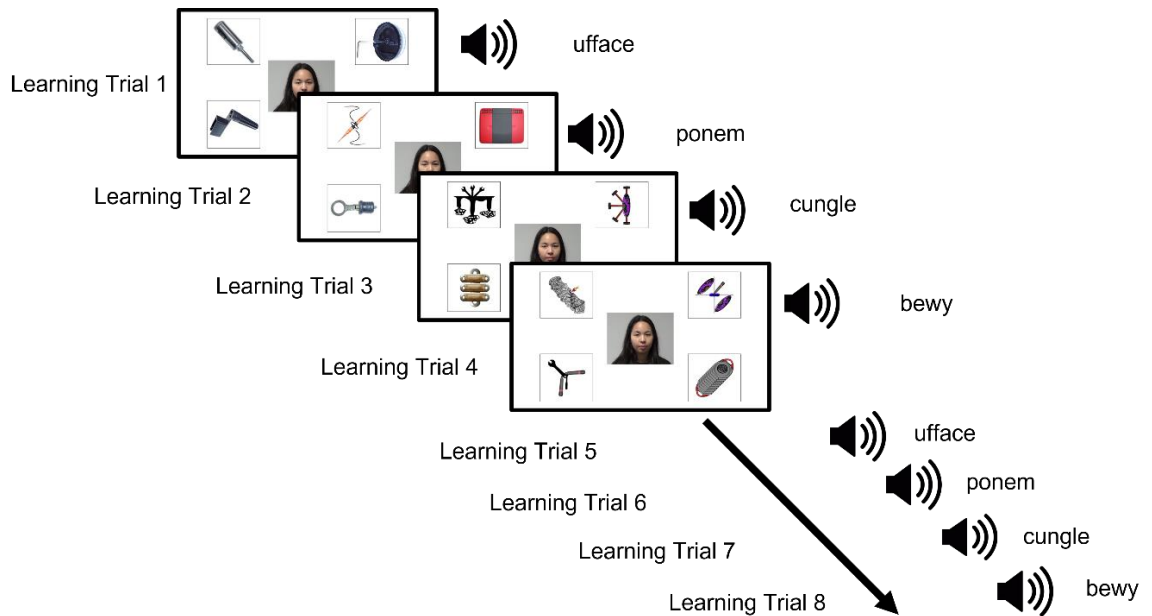 Learning Trial 1
ufface
Learning Trial 2
ponem
Learning Trial 3
cungle
Learning Trial 4
bewy
Learning Trial 5
ufface
Learning Trial 6
ponem
Learning Trial 7
cungle
Learning Trial 8
bewy